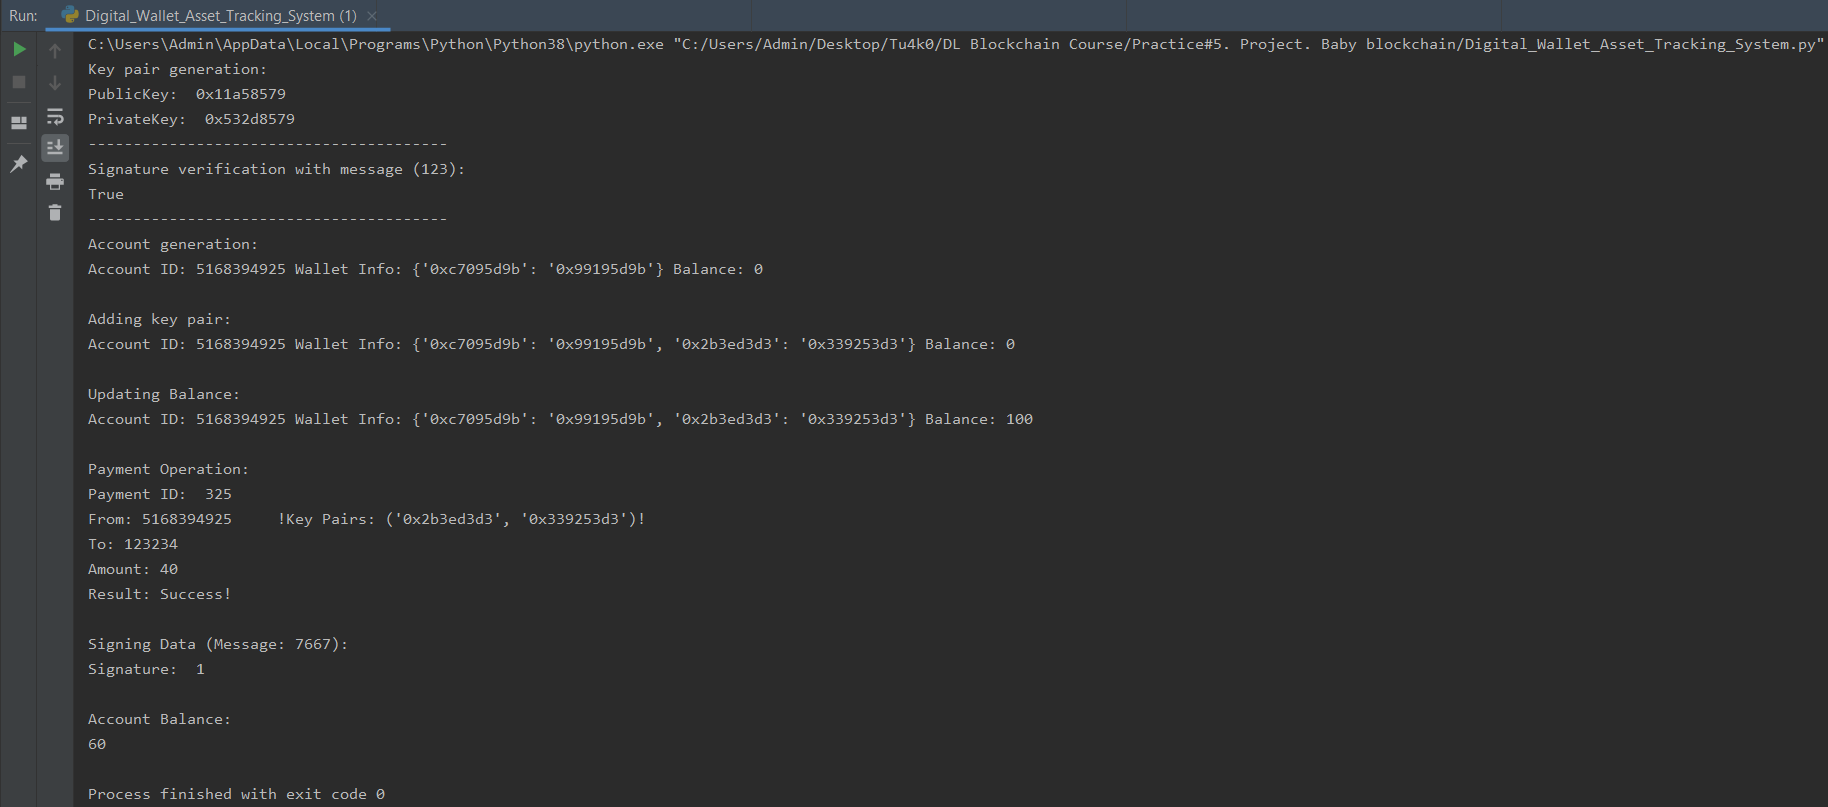 Run: Digital_Wallet_Asset_Tracking_System (1)
C:\Users\Admin\AppData\Local\Programs\Python\Python38\python.exe "C:/Users/Admin/Desktop/Tu4k0/DL Blockchain Course/Practice#5. Project. Baby blockchain/Digital_Wallet_Asset_Tracking_System.py"
Key pair generation:
PublicKey:  0x11a58579
PrivateKey:  0x532d8579
----------------------------------------
Signature verification with message (123):
True
----------------------------------------
Account generation:
Account ID: 5168394925 Wallet Info: {'0xc7095d9b': '0x99195d9b'} Balance: 0
Adding key pair:
Account ID: 5168394925 Wallet Info: {'0xc7095d9b': '0x99195d9b', '0x2b3ed3d3': '0x339253d3'} Balance: 0
Updating Balance:
Account ID: 5168394925 Wallet Info: {'0xc7095d9b': '0x99195d9b', '0x2b3ed3d3': '0x339253d3'} Balance: 100
Payment Operation:
Payment ID:  325
From: 5168394925     !Key Pairs: ('0x2b3ed3d3', '0x339253d3')!
To: 123234
Amount: 40
Result: Success!
Signing Data (Message: 7667):
Signature:  1
Account Balance:
60
Process finished with exit code 0